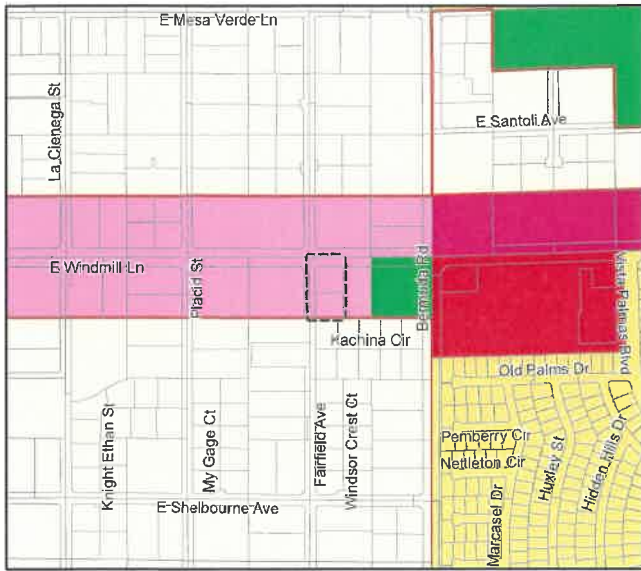 E Mesa Verde Ln
La Cienega St
E Santoli Ave
E Windmill Ln
Placid St
Bermuda Rd
Vista Palmas Blvd
Kachina Cir
Old Palms Dr
Knight Ethan St
My Gage Ct
Fairfield Ave
Windsor Crest Ct
Pemberry Cir
Nettleton Cir
Marcasel Dr
Huxley St
Hidden Hills Dr
E Shelbourne Ave